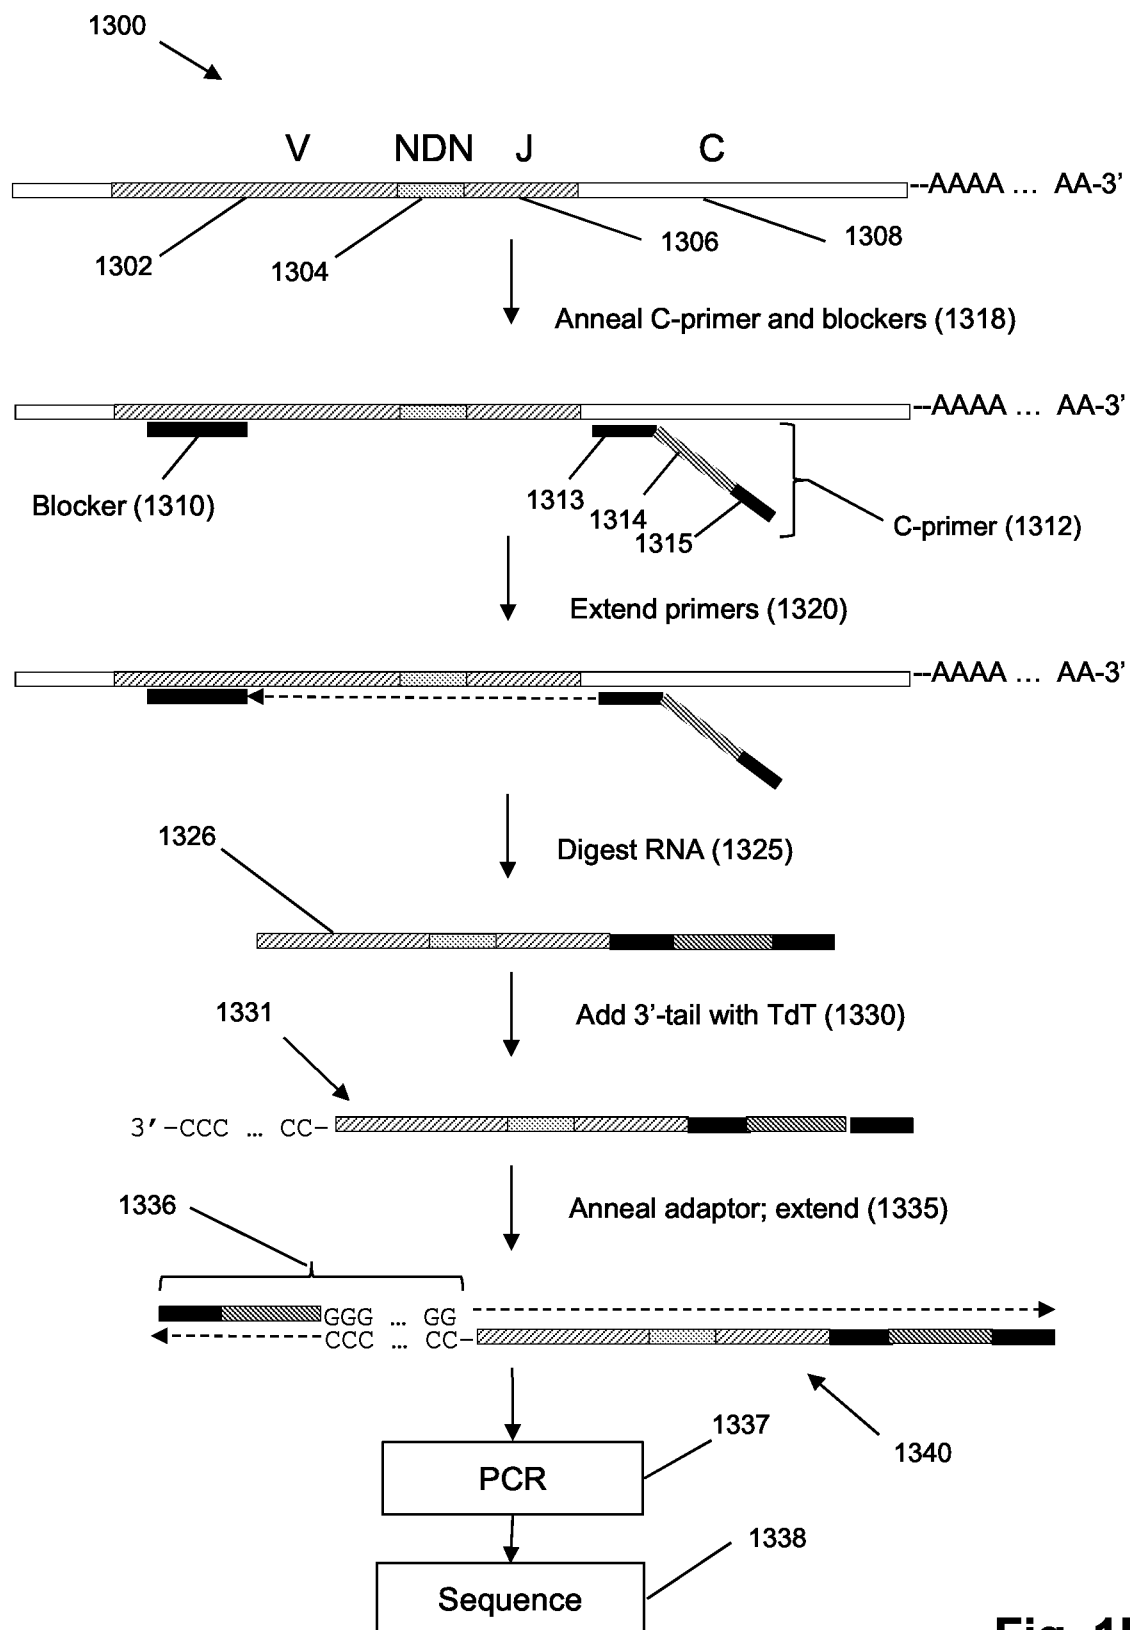 1300
V NDN J C
--AAAA ... AA-3'
1302 1304 1306 1308
Anneal C-primer and blockers (1318)
--AAAA ... AA-3'
Blocker (1310)
1313
1314
1315
C-primer (1312)
Extend primers (1320)
--AAAA ... AA-3'
1326
Digest RNA (1325)
1331
Add 3'-tail with TdT (1330)
3'-CCC ... CC-
1336
Anneal adaptor; extend (1335)
GGG ... GG
CCC ... CC-
1337
PCR
1340
1338
Sequence
Fig.